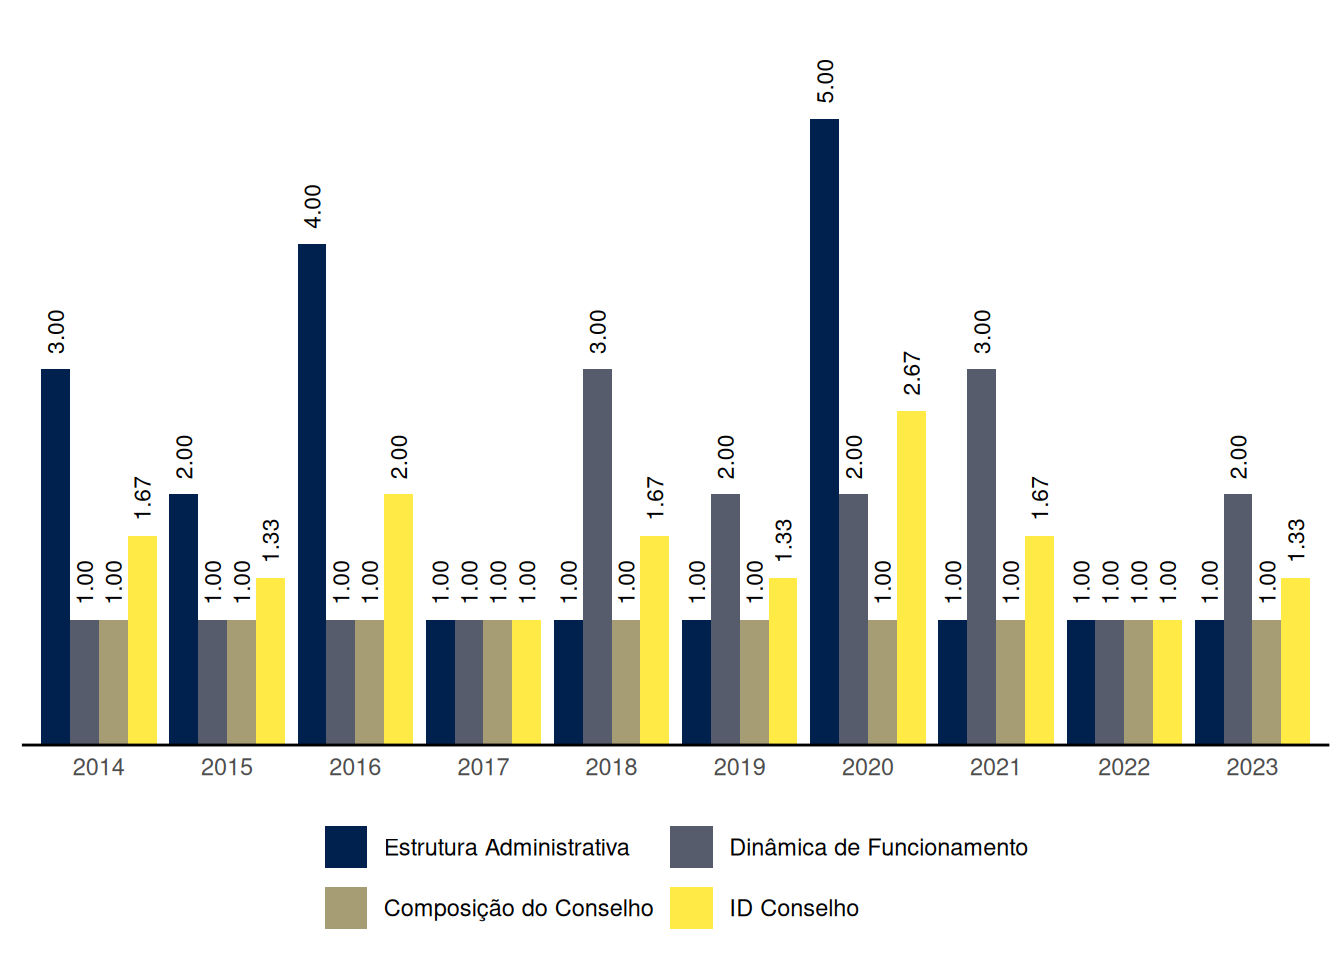 5.00
4.00
3.00 3.00 3.00
2.67
2.00 2.00 2.00 2.00 2.00
1.67 1.67 1.67
1.33 1.33 1.33
1.00 1.00 1.00 1.00 1.00 1.00 1.00 1.00 1.00 1.00 1.00 1.00 1.00 1.00 1.00 1.00 1.00 1.00 1.00 1.00 1.00 1.00 1.00
2014 2015 2016 2017 2018 2019 2020 2021 2022 2023
Estrutura Administrativa Dinâmica de Funcionamento
Composição do Conselho ID Conselho